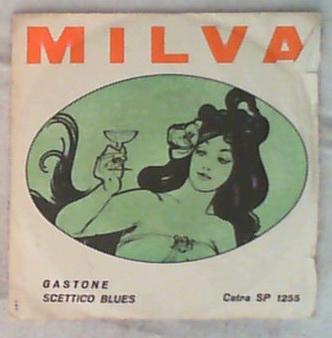 MILVA
GASTONE
SCETTICO BLUES
Cetra SP 1255